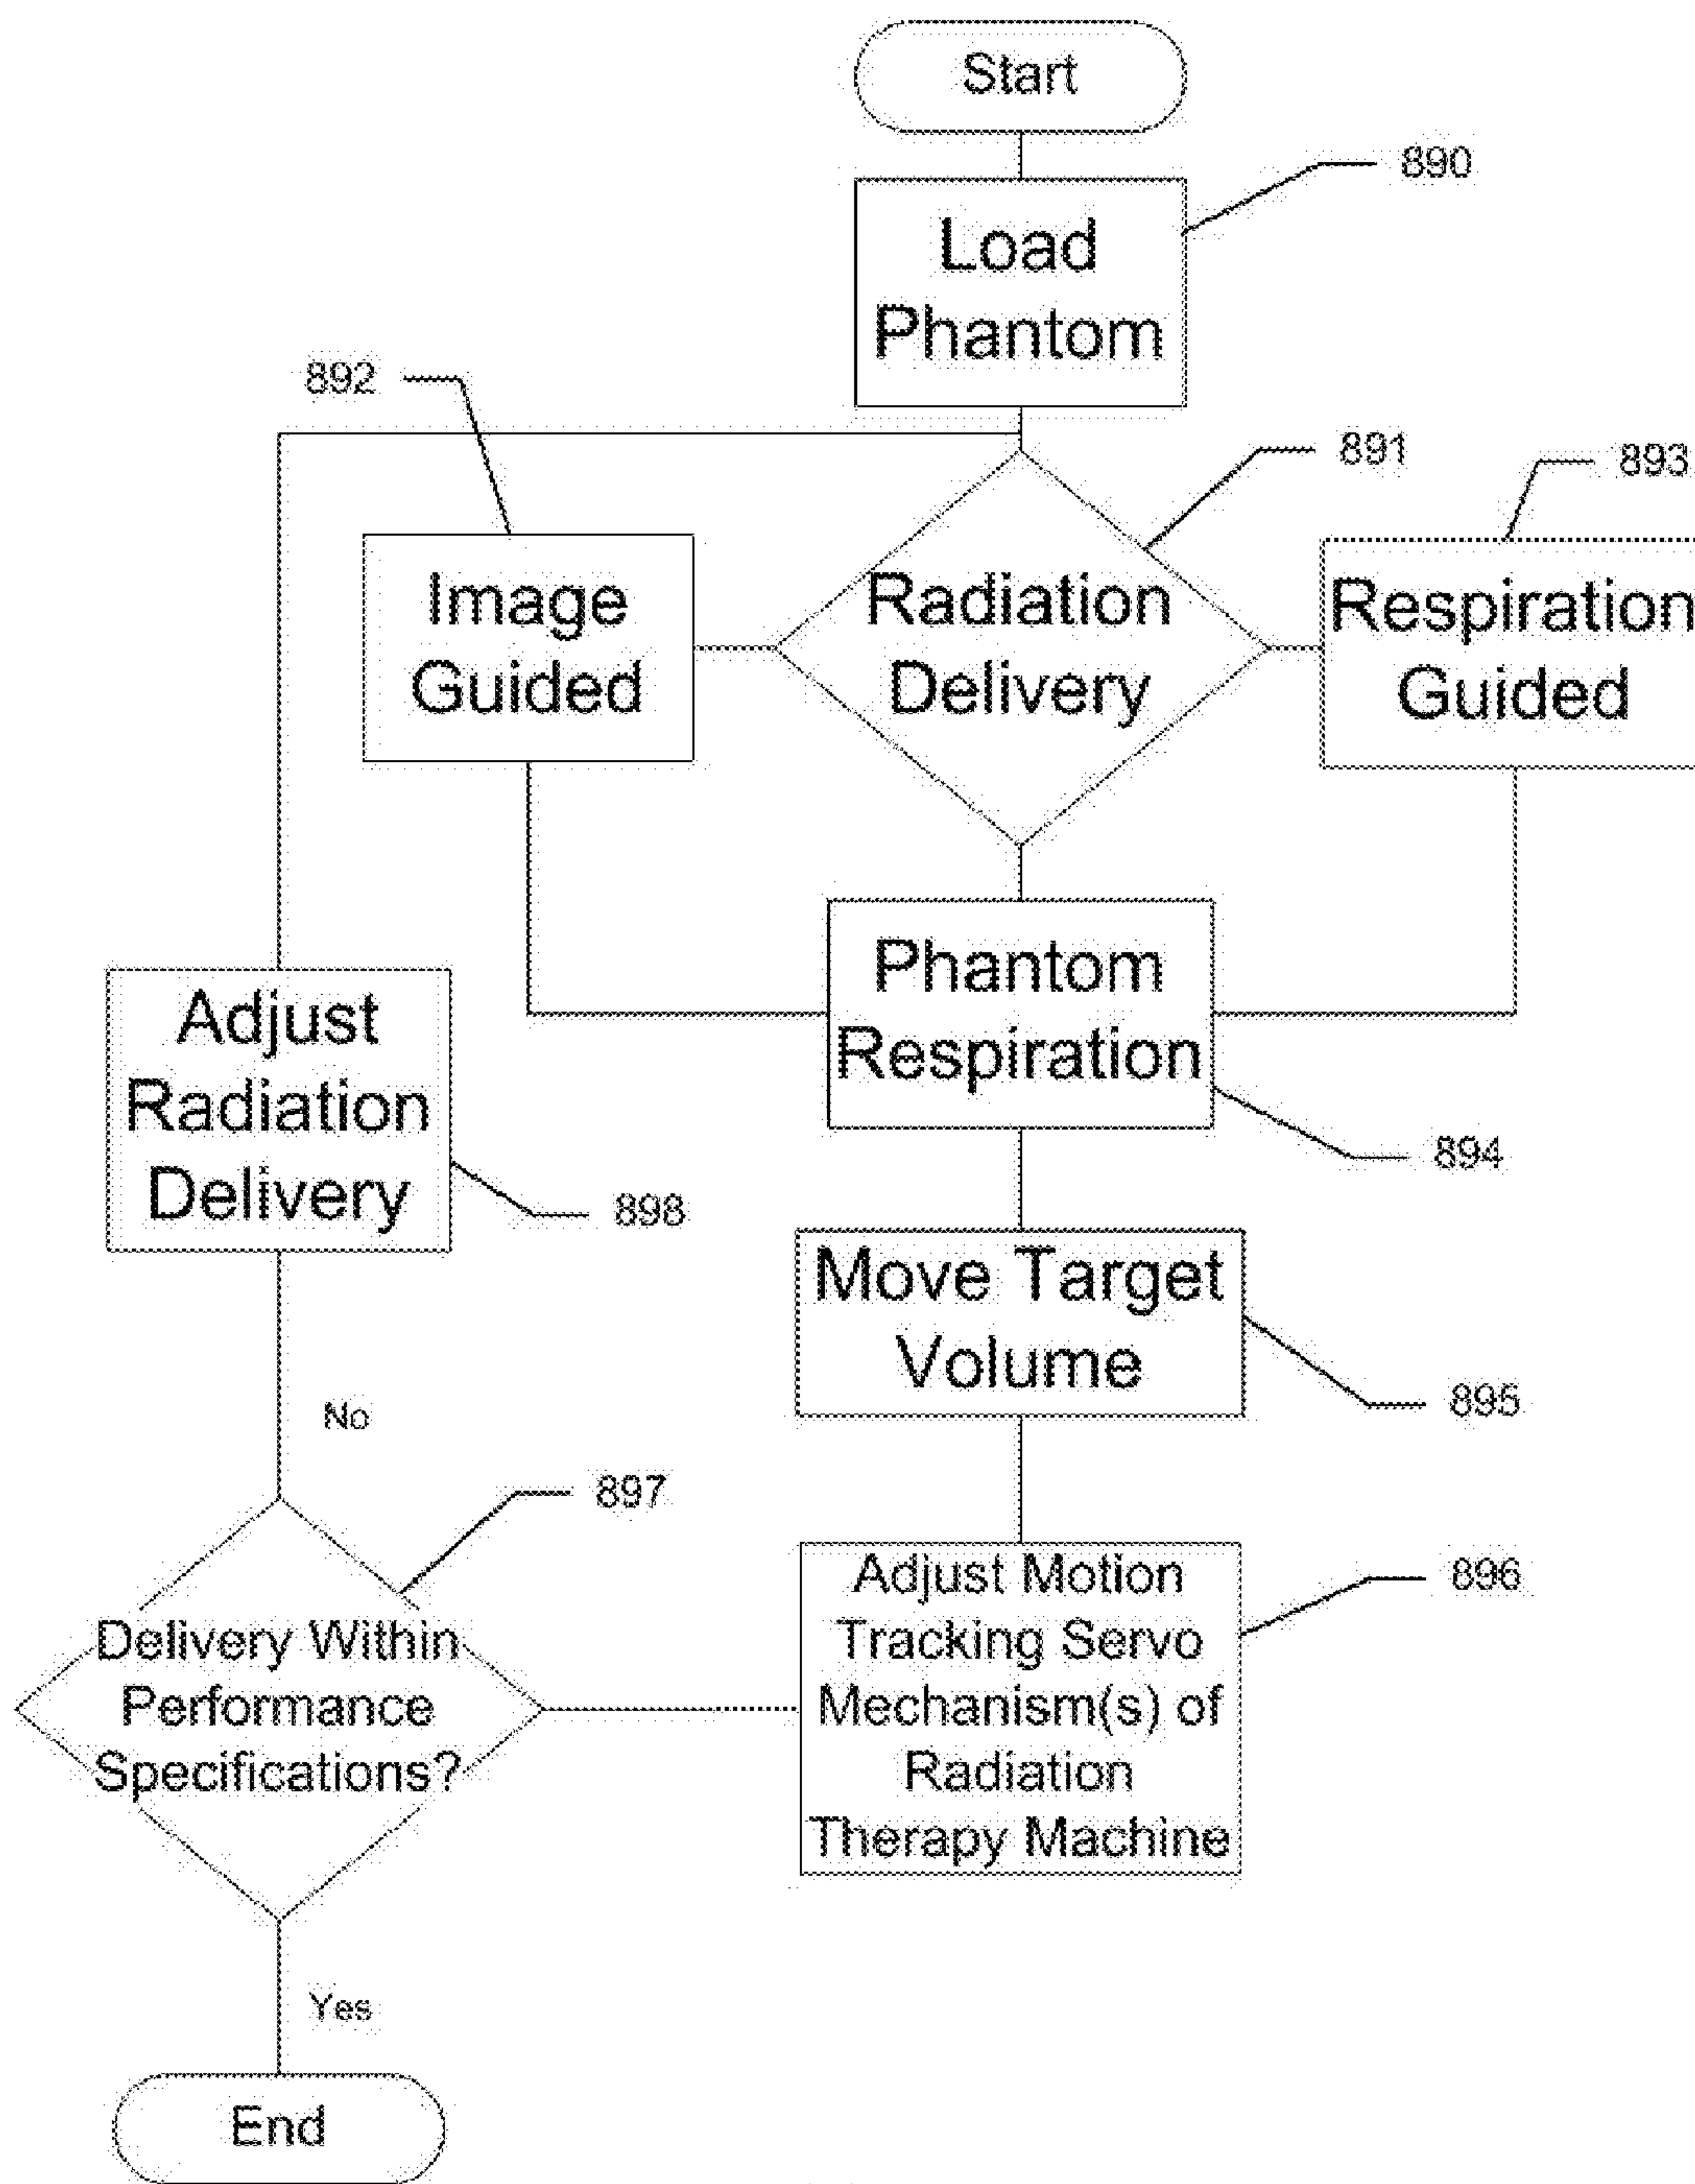 Start
890
Load
Phantom
892
891
893
Image
Guided
Radiation
Delivery
Respiration
Guided
Phantom
Respiration
894
Adjust
Radiation
Delivery
898
Move Target
Volume
895
No
897
Delivery Within
Performance
Specifications?
Adjust Motion
Tracking Servo
Mechanism(s) of
Radiation
Therapy Machine
896
Yes
End